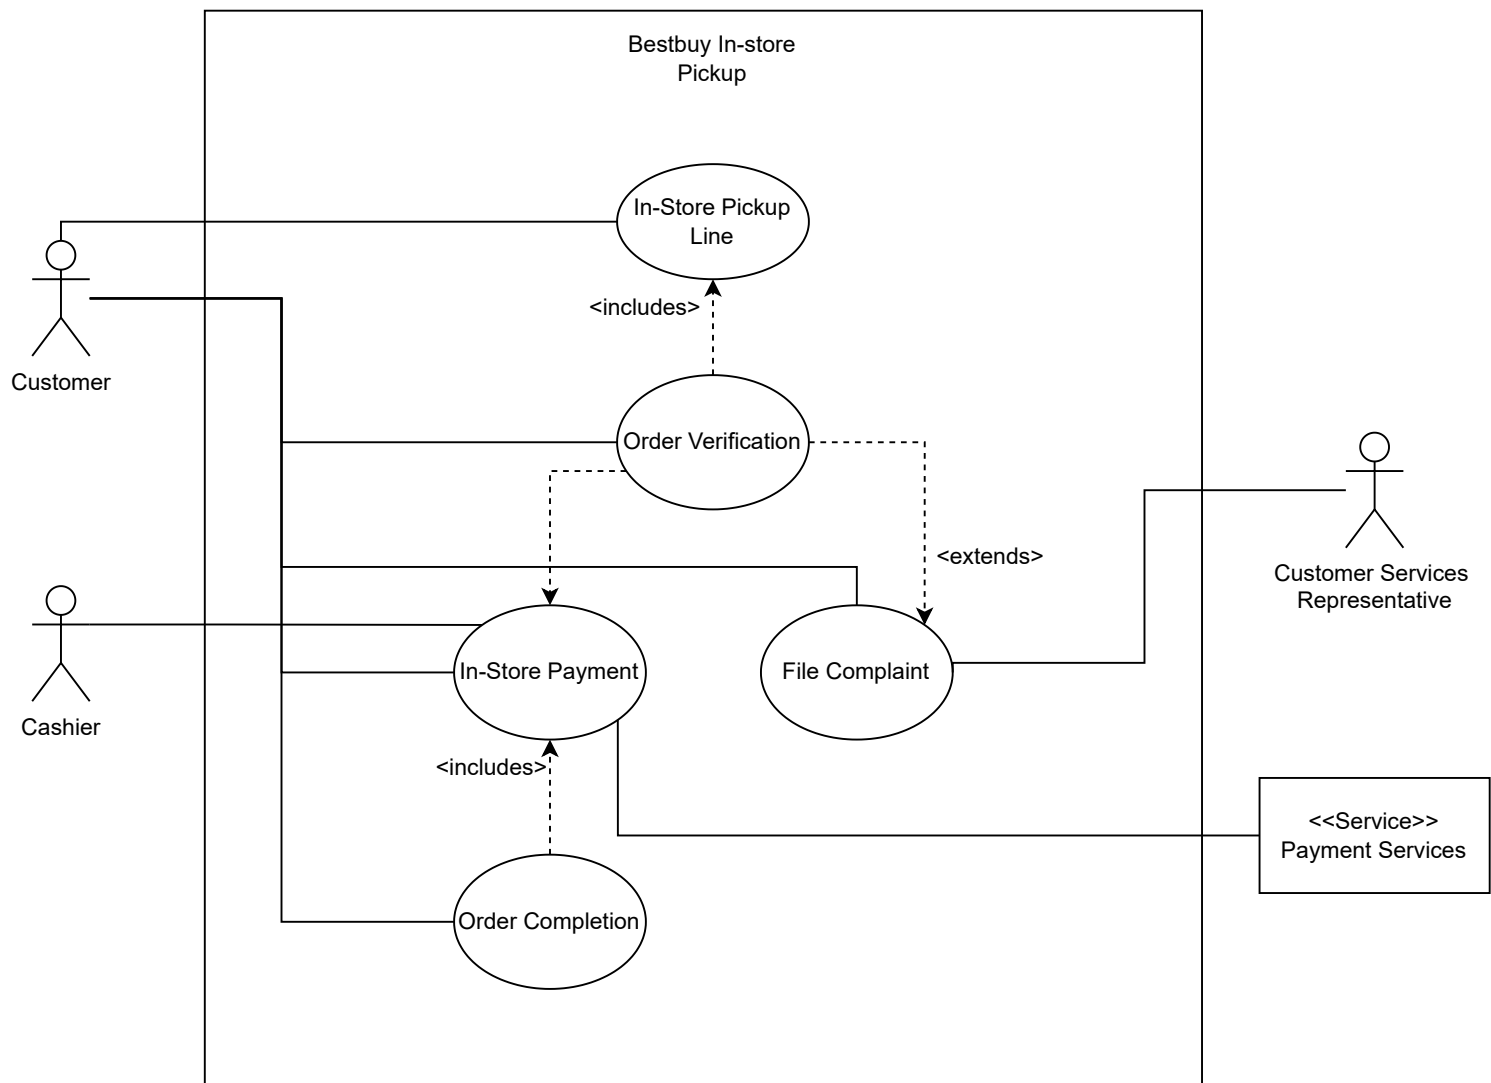 Bestbuy In-store
Pickup
In-Store Pickup
Line
<includes>
Customer
Order Verification
<extends>
Customer Services
Representative
In-Store Payment
File Complaint
Cashier
<includes>
<<Service>>
Payment Services
Order Completion